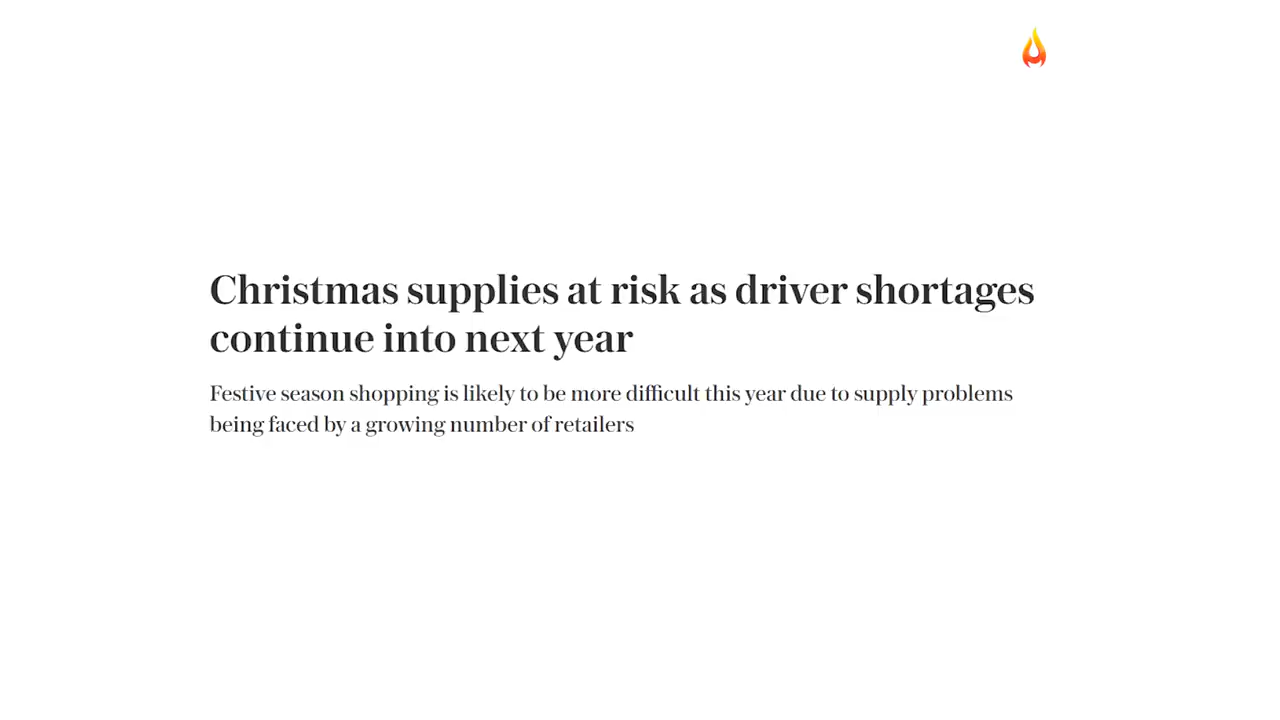 Christmas supplies at risk as driver shortages
continue into next year
Festive season shopping is likely to be more difficult this year due to supply problems
being faced by a growing number of retailers